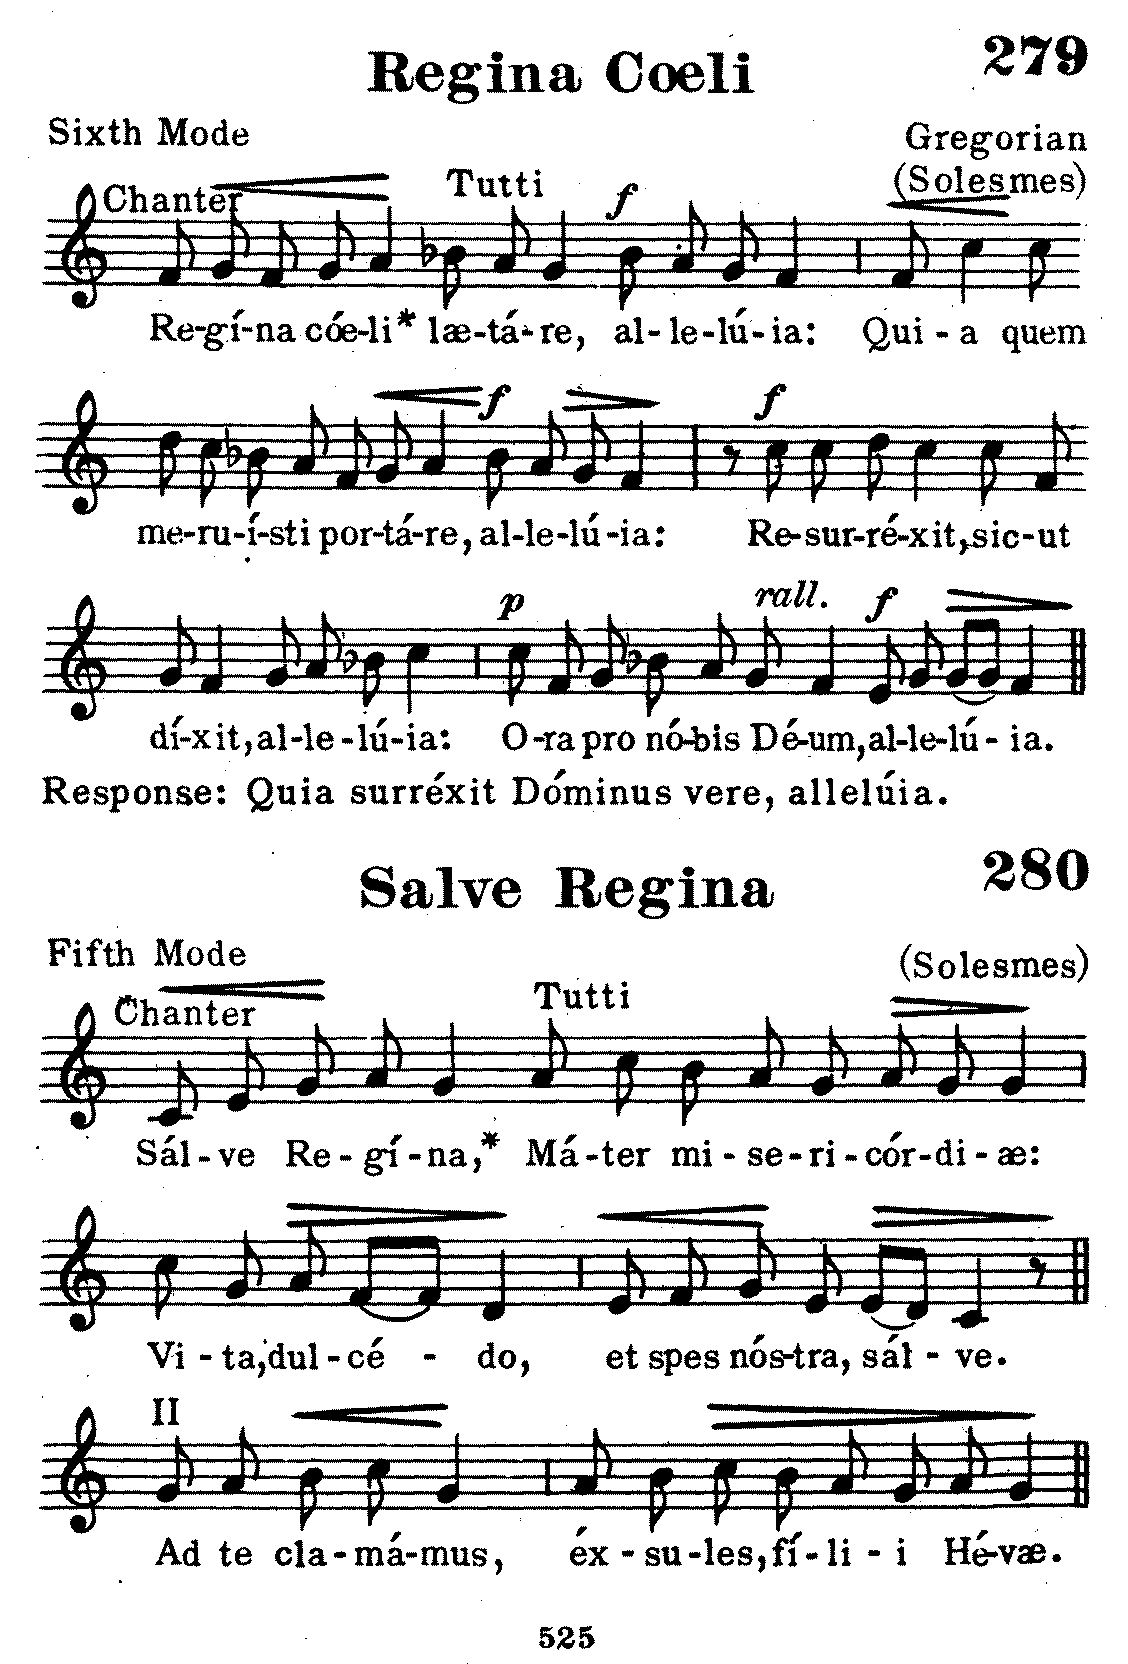 279
Regina Cœli
Sixth Mode
Gregorian
(Solesmes)
Chanter Tutti f
Re-gí-na cóe-li* læ-tá-re, al-le-lú-ia: Qui-a quem
f f
me-ru-í-sti por-tá-re, al-le-lú-ia: Re-sur-ré-xit, sic-ut
p rall. f
dí-xit, al-le-lú-ia: O-ra pro nó-bis Dé-um, al-le-lú-ia.
Response: Quia surréxit Dóminus vere, allelúia.
280
Salve Regina
Fifth Mode
(Solesmes)
Chanter Tutti
Sál-ve Re-gí-na,* Má-ter mi-se-ri-cór-di-æ:
Vi-ta, dul-cé-do, et spes nós-tra, sál-ve.
II
Ad te cla-má-mus, éx-su-les, fí-li-i Hé-væ.
525